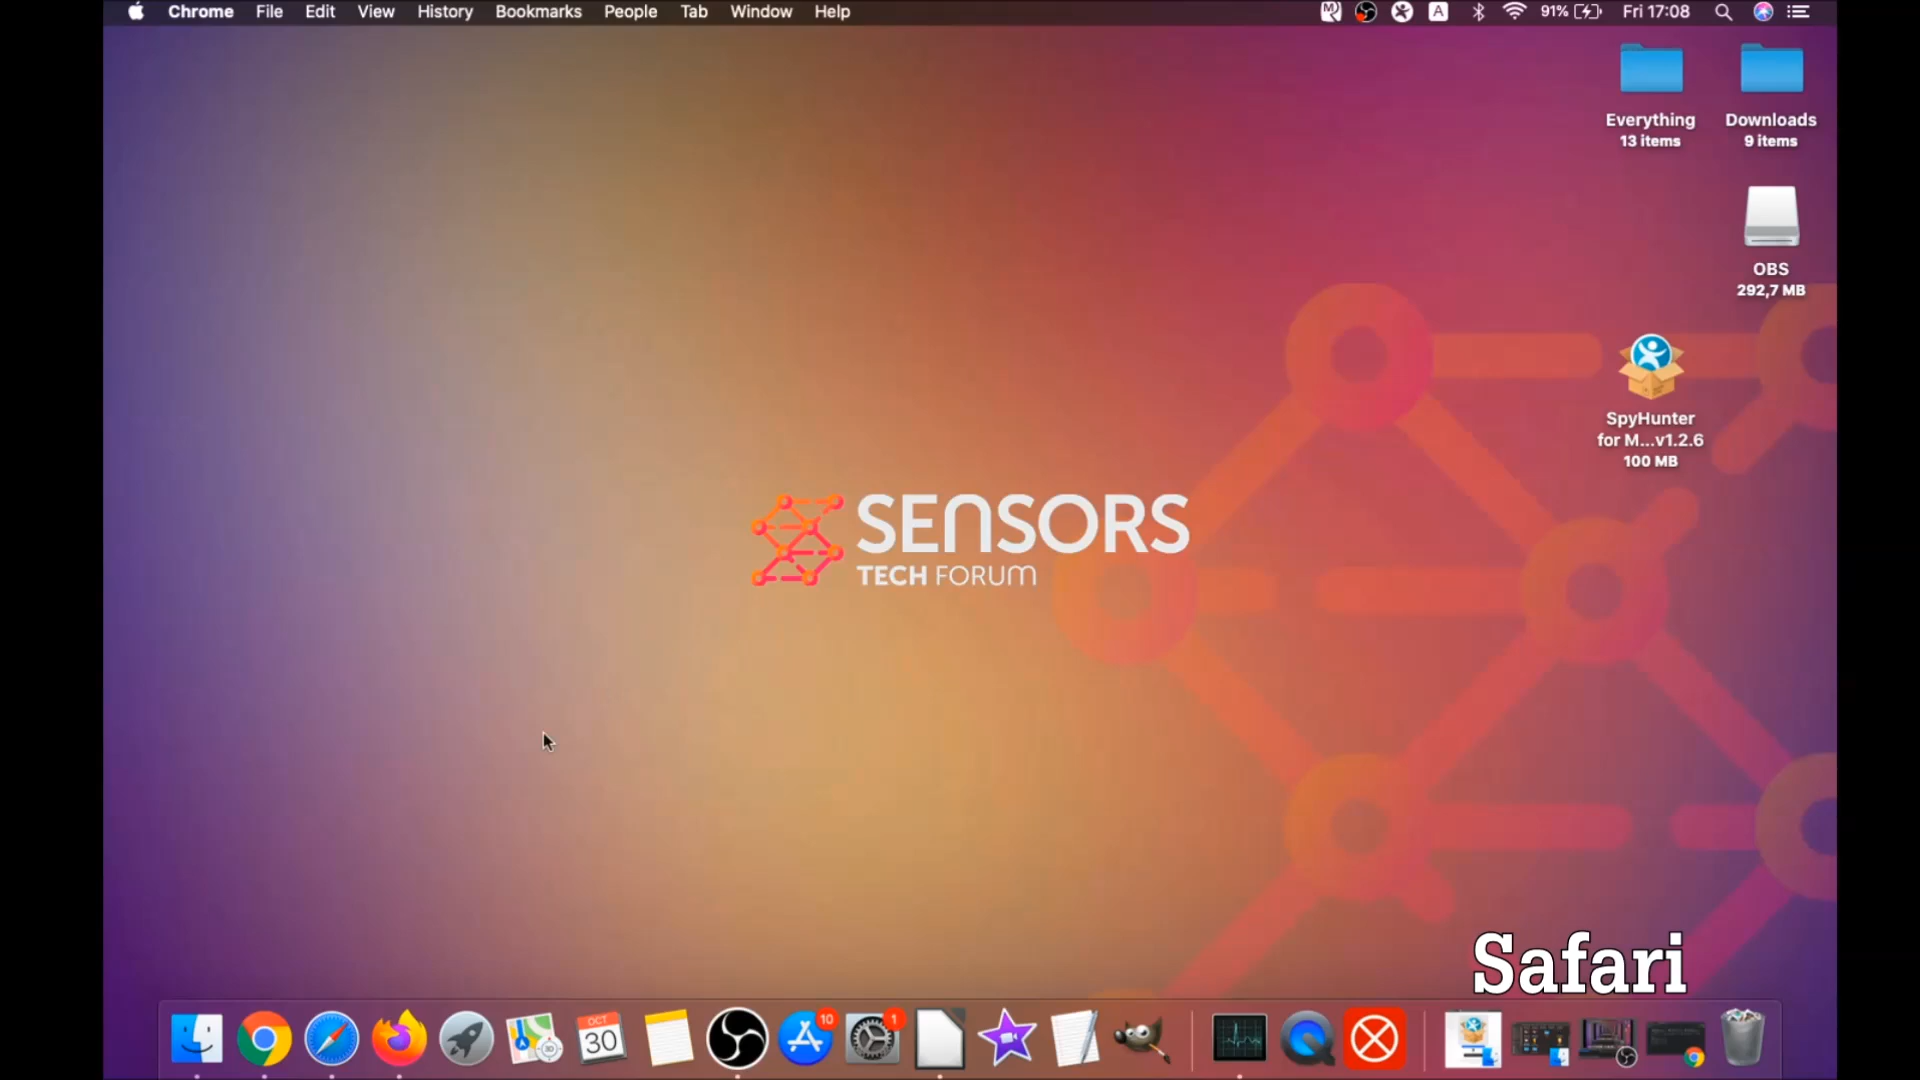 Chrome File Edit View History Bookmarks People Tab Window Help
A 91% Fri 17:08
Everything
13 items
Downloads
9 items
OBS
292,7 MB
SpyHunter
for M...v1.2.6
100 MB
SENSORS
TECH FORUM
Safari
OCT
30
10
1